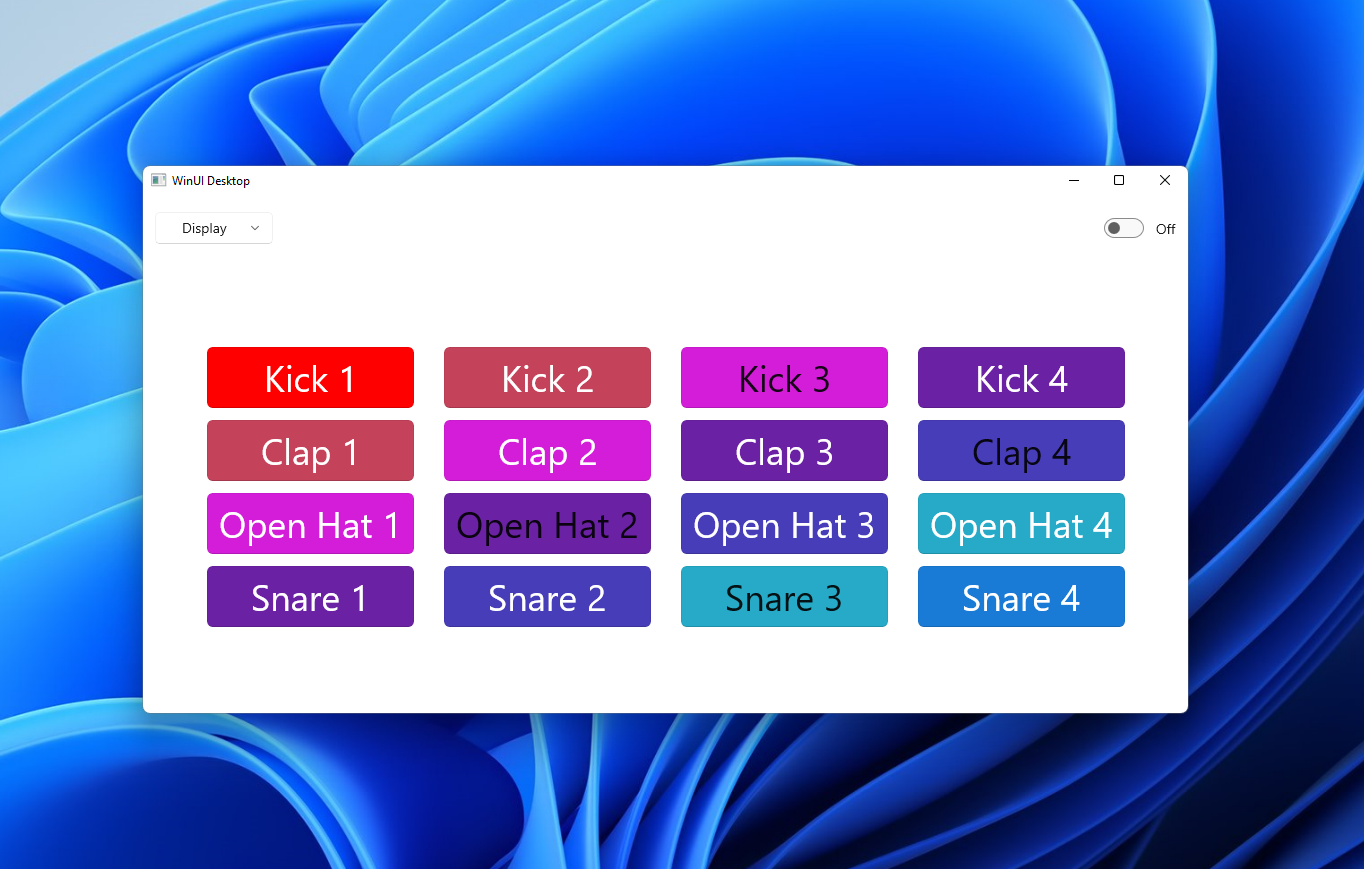 WinUI Desktop
Display
Off
Kick 1 Kick 2 Kick 3 Kick 4
Clap 1 Clap 2 Clap 3 Clap 4
Open Hat 1 Open Hat 2 Open Hat 3 Open Hat 4
Snare 1 Snare 2 Snare 3 Snare 4